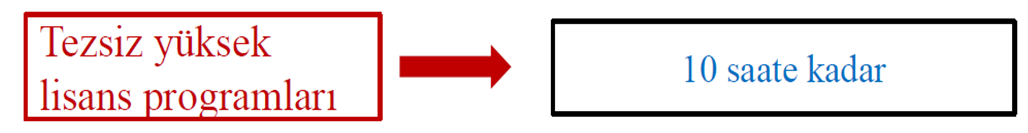 Tezsiz yüksek
lisans programları
10 saate kadar